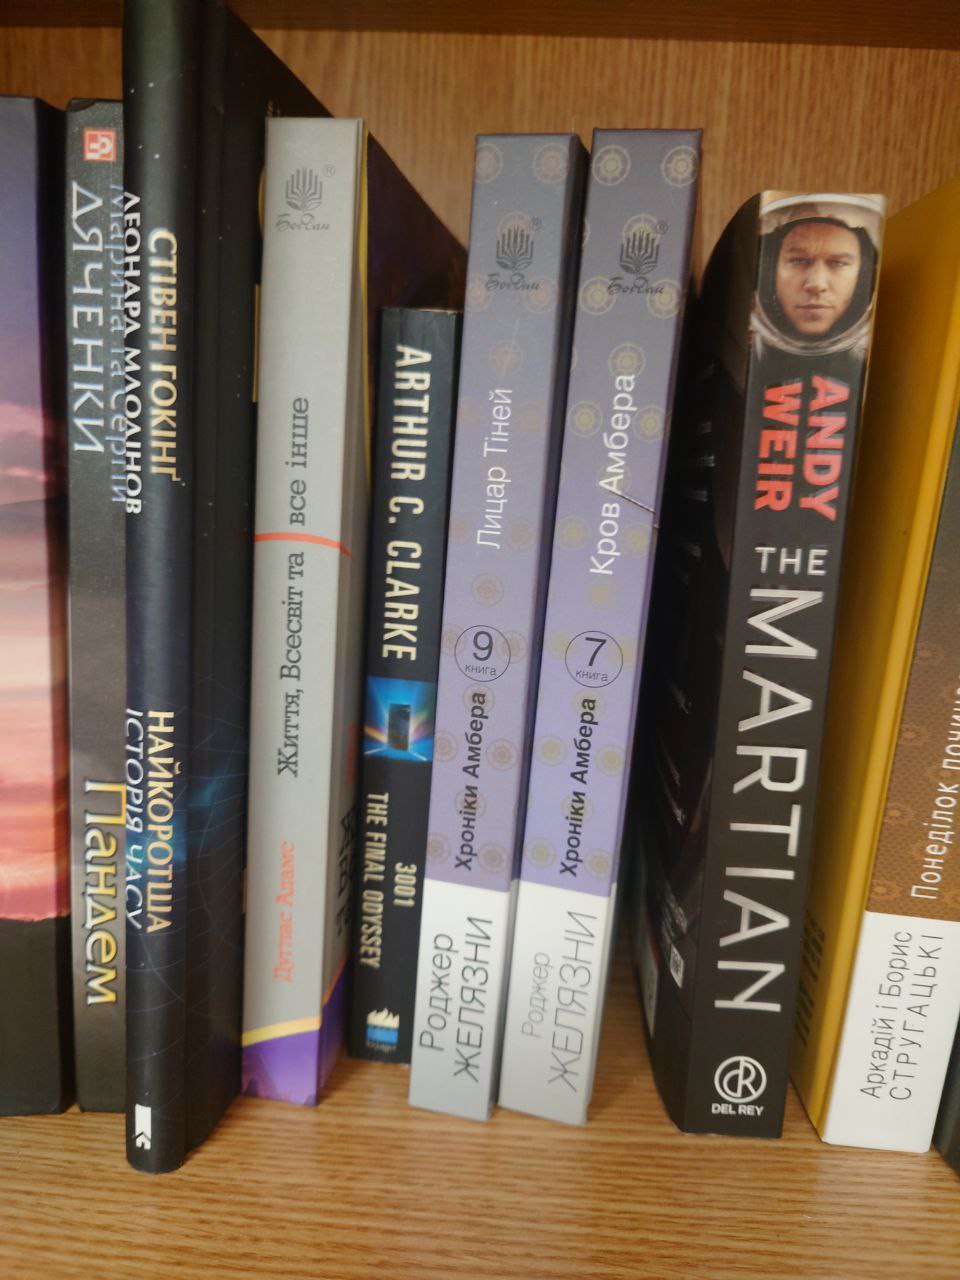 Марина та Сергій
ДЯЧЕНКИ
Пандем
СТІВЕН ГОКІНҐ
ЛЕОНАРД МЛОДІНОВ
НАЙКОРОТША
ІСТОРІЯ ЧАСУ
Богдан
Дуглас Адамс
Життя, Всесвіт та все інше
ARTHUR C. CLARKE
3001
THE FINAL ODYSSEY
Богдан
Лицар Тіней
9
книга
Хроніки Амбера
Роджер
ЖЕЛЯЗНИ
Богдан
Кров Амбера
7
книга
Хроніки Амбера
Роджер
ЖЕЛЯЗНИ
ANDY
WEIR
THE
MARTIAN
DEL REY
Понеділок
Аркадій і Борис
СТРУГАЦЬКІ